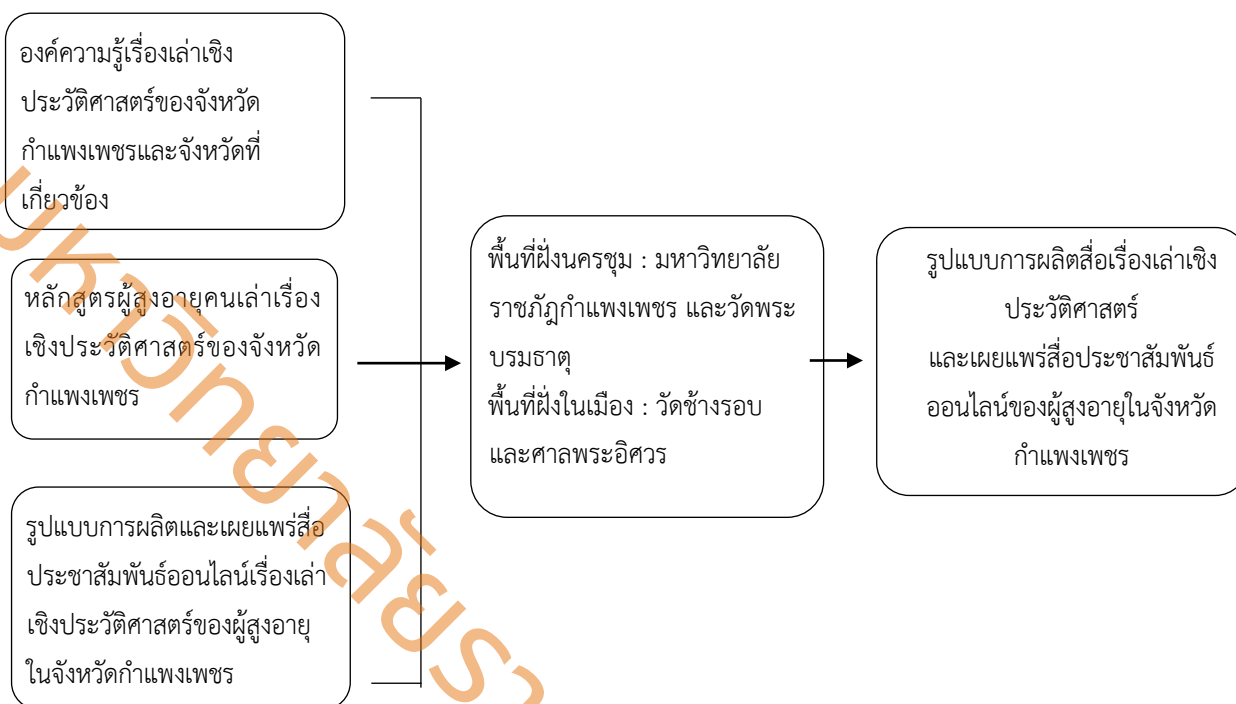 องค์ความรู้เรื่องเล่าเชิง
ประวัติศาสตร์ของจังหวัด
กำแพงเพชรและจังหวัดที่
เกี่ยวข้อง
หลักสูตรผู้สูงอายุคนเล่าเรื่อง
เชิงประวัติศาสตร์ของจังหวัด
กำแพงเพชร
รูปแบบการผลิตและเผยแพร่สื่อ
ประชาสัมพันธ์ออนไลน์เรื่องเล่า
เชิงประวัติศาสตร์ของผู้สูงอายุ
ในจังหวัดกำแพงเพชร
พื้นที่ฝั่งนครชุม : มหาวิทยาลัย
ราชภัฏกำแพงเพชร และวัดพระ
บรมธาตุ
พื้นที่ฝั่งในเมือง : วัดช้างรอบ
และศาลพระอิศวร
รูปแบบการผลิตสื่อเรื่องเล่าเชิง
ประวัติศาสตร์
และเผยแพร่สื่อประชาสัมพันธ์
ออนไลน์ของผู้สูงอายุในจังหวัด
กำแพงเพชร